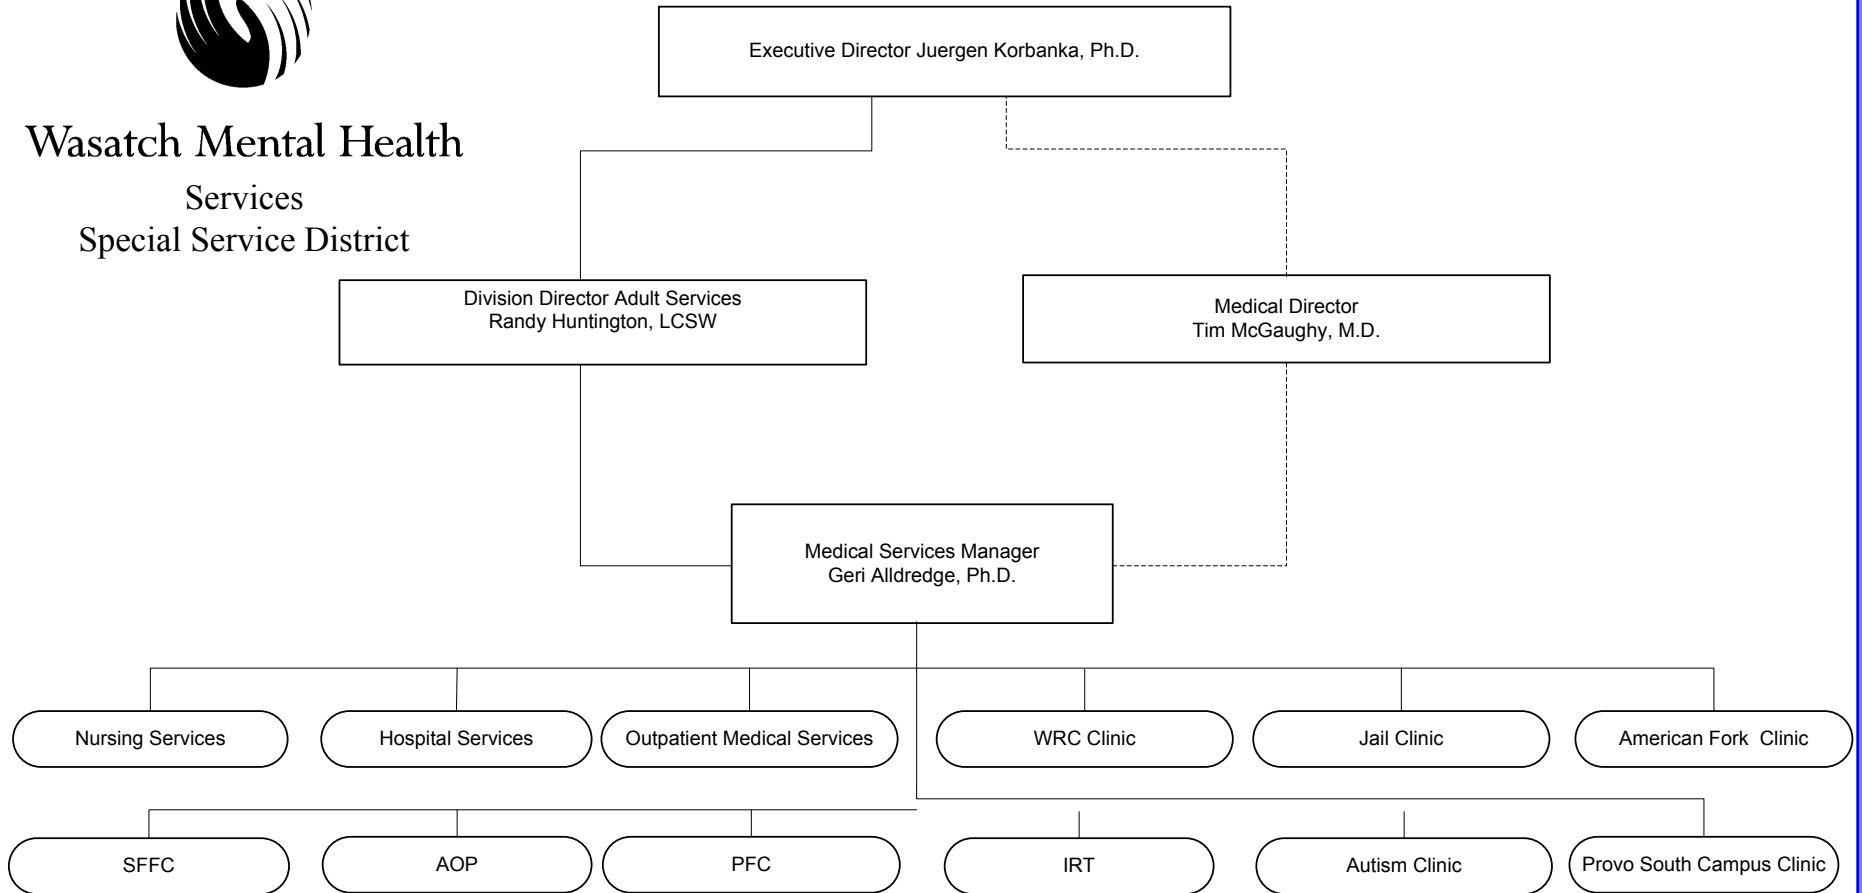 Executive Director Juergen Korbanka, Ph.D.
Wasatch Mental Health
Services
Special Service District
Division Director Adult Services
Randy Huntington, LCSW
Medical Director
Tim McGaughy, M.D.
Medical Services Manager
Geri Alldredge, Ph.D.
Nursing Services
Hospital Services
Outpatient Medical Services
WRC Clinic
Jail Clinic
American Fork  Clinic
SFFC
AOP
PFC
IRT
Autism Clinic
Provo South Campus Clinic